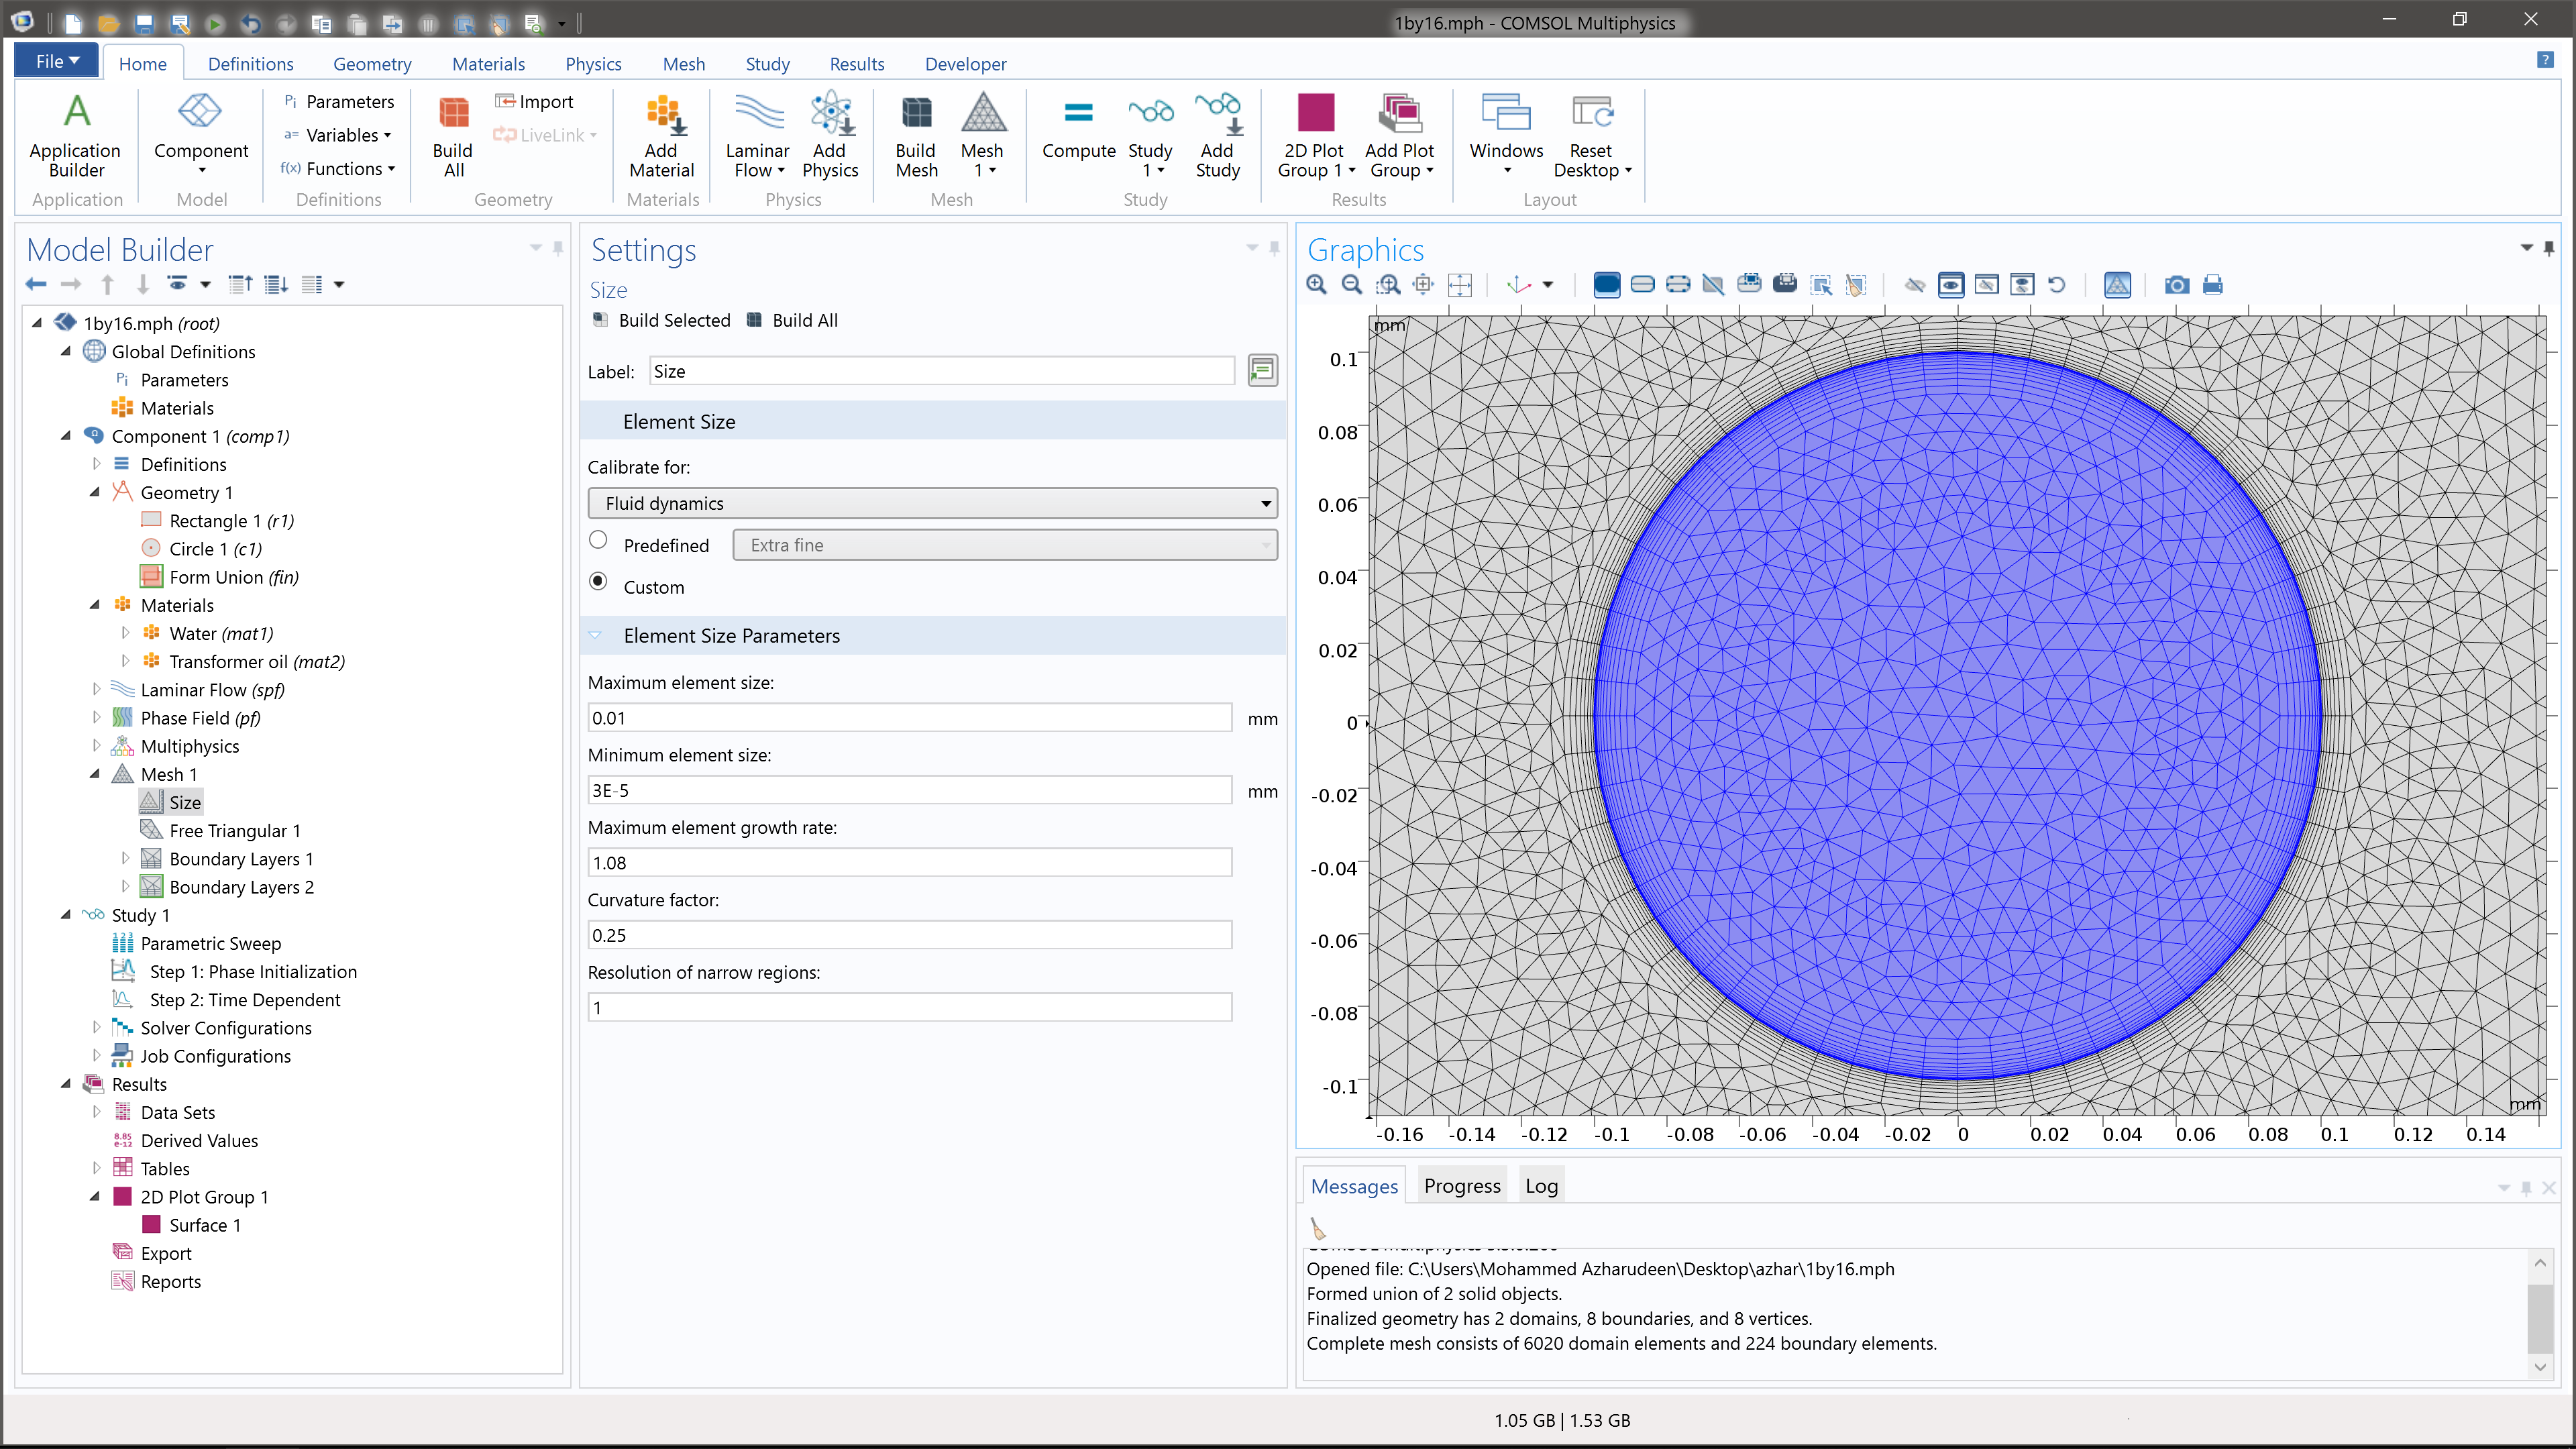 1by16.mph - COMSOL Multiphysics
File
Home
Definitions
Geometry
Materials
Physics
Mesh
Study
Results
Developer
Application Builder
Application
Component
Model
Pi Parameters
a= Variables
f(x) Functions
Definitions
Build All
Import
LiveLink
Geometry
Add Material
Materials
Laminar Flow
Add Physics
Physics
Build Mesh
Mesh 1
Mesh
Compute
Study 1
Add Study
Study
2D Plot Group 1
Add Plot Group
Results
Windows
Reset Desktop
Layout
Model Builder
1by16.mph (root)
Global Definitions
Pi Parameters
Materials
Component 1 (comp1)
Definitions
Geometry 1
Rectangle 1 (r1)
Circle 1 (c1)
Form Union (fin)
Materials
Water (mat1)
Transformer oil (mat2)
Laminar Flow (spf)
Phase Field (pf)
Multiphysics
Mesh 1
Size
Free Triangular 1
Boundary Layers 1
Boundary Layers 2
Study 1
Parametric Sweep
Step 1: Phase Initialization
Step 2: Time Dependent
Solver Configurations
Job Configurations
Results
Data Sets
8.85 e-12 Derived Values
Tables
2D Plot Group 1
Surface 1
Export
Reports
Settings
Size
Build Selected
Build All
Label: Size
Element Size
Calibrate for:
Fluid dynamics
Predefined Extra fine
Custom
Element Size Parameters
Maximum element size:
0.01 mm
Minimum element size:
3E-5 mm
Maximum element growth rate:
1.08
Curvature factor:
0.25
Resolution of narrow regions:
1
Graphics
mm
0.1
0.08
0.06
0.04
0.02
0
-0.02
-0.04
-0.06
-0.08
-0.1
mm
-0.16 -0.14 -0.12 -0.1 -0.08 -0.06 -0.04 -0.02 0 0.02 0.04 0.06 0.08 0.1 0.12 0.14
Messages
Progress
Log
Opened file: C:\Users\Mohammed Azharudeen\Desktop\azhar\1by16.mph
Formed union of 2 solid objects.
Finalized geometry has 2 domains, 8 boundaries, and 8 vertices.
Complete mesh consists of 6020 domain elements and 224 boundary elements.
1.05 GB | 1.53 GB